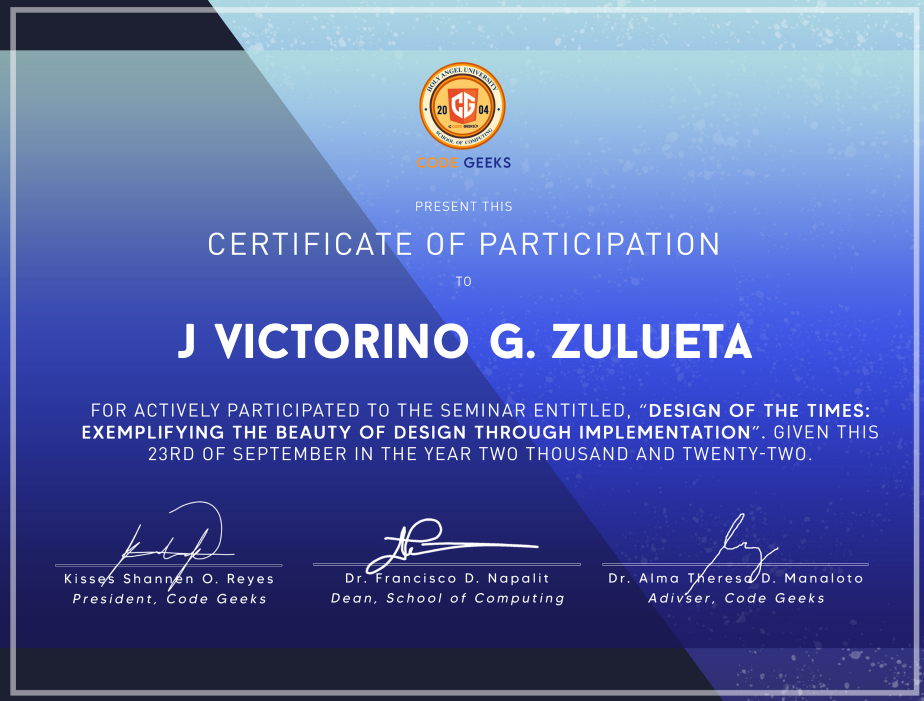 HOLY ANGEL UNIVERSITY
CG
20 04
<CODE GEEKS>
SCHOOL OF COMPUTING
CODE GEEKS
PRESENT THIS
CERTIFICATE OF PARTICIPATION
TO
J VICTORINO G. ZULUETA
FOR ACTIVELY PARTICIPATED TO THE SEMINAR ENTITLED, “DESIGN OF THE TIMES:
EXEMPLIFYING THE BEAUTY OF DESIGN THROUGH IMPLEMENTATION”. GIVEN THIS
23RD OF SEPTEMBER IN THE YEAR TWO THOUSAND AND TWENTY-TWO.
Kisses Shannen O. Reyes
President, Code Geeks
Dr. Francisco D. Napalit
Dean, School of Computing
Dr. Alma Theresa D. Manaloto
Adivser, Code Geeks